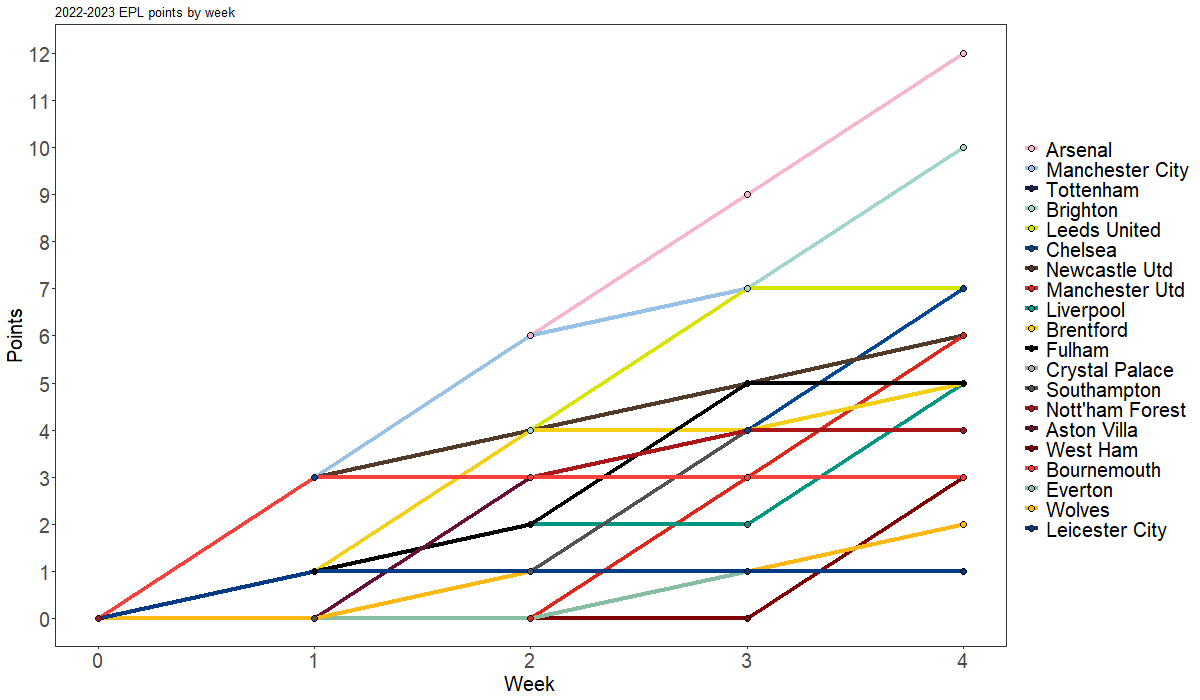 2022-2023 EPL points by week
Points
12
11
10
9
8
7
6
5
4
3
2
1
0
0 1 2 3 4
Week
Arsenal
Manchester City
Tottenham
Brighton
Leeds United
Chelsea
Newcastle Utd
Manchester Utd
Liverpool
Brentford
Fulham
Crystal Palace
Southampton
Nott'ham Forest
Aston Villa
West Ham
Bournemouth
Everton
Wolves
Leicester City